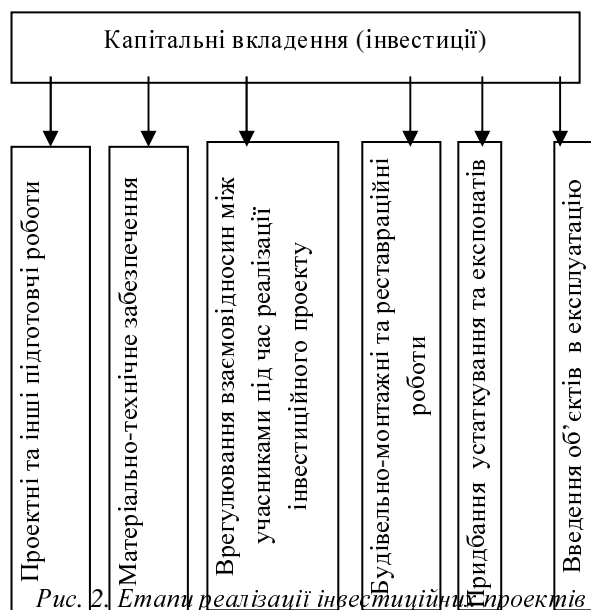 Капітальні вкладення (інвестиції)
Проектні та інші підготовчі роботи
Матеріально-технічне забезпечення
Врегулювання взаємовідносин між
учасниками під час реалізації
інвестиційного проекту
Будівельно-монтажні та реставраційні
роботи
Придбання устаткування та експонатів
Введення об’єктів в експлуатацію
Рис. 2. Етапи реалізації інвестиційних проектів